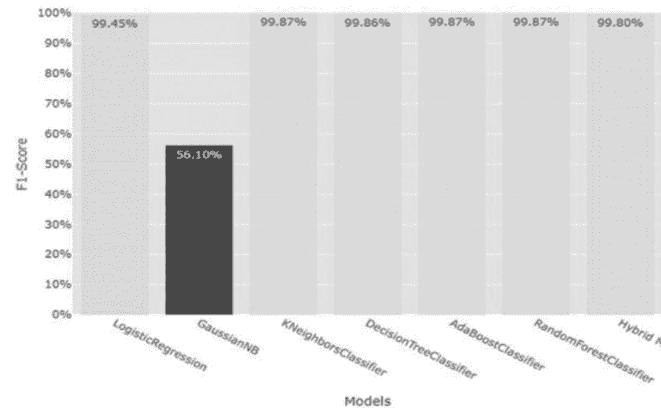 100%
90%
80%
70%
60%
50%
40%
30%
20%
10%
0%
F1-Score
99.45%
56.10%
99.87%
99.86%
99.87%
99.87%
99.80%
LogisticRegression
GaussianNB
KNeighborsClassifier
DecisionTreeClassifier
AdaBoostClassifier
RandomForestClassifier
Hybrid
Models